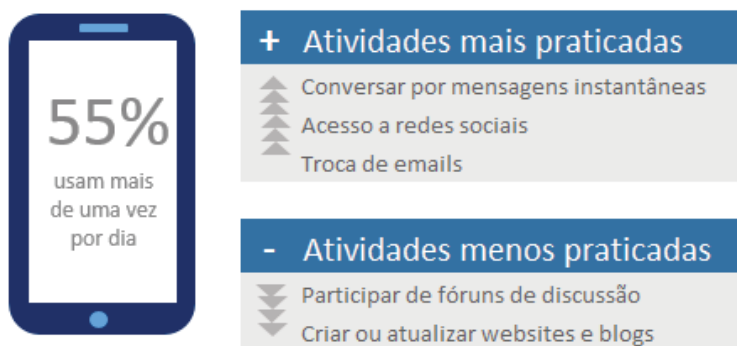 55%
usam mais
de uma vez
por dia
+ Atividades mais praticadas
Conversar por mensagens instantâneas
Acesso a redes sociais
Troca de emails
- Atividades menos praticadas
Participar de fóruns de discussão
Criar ou atualizar websites e blogs